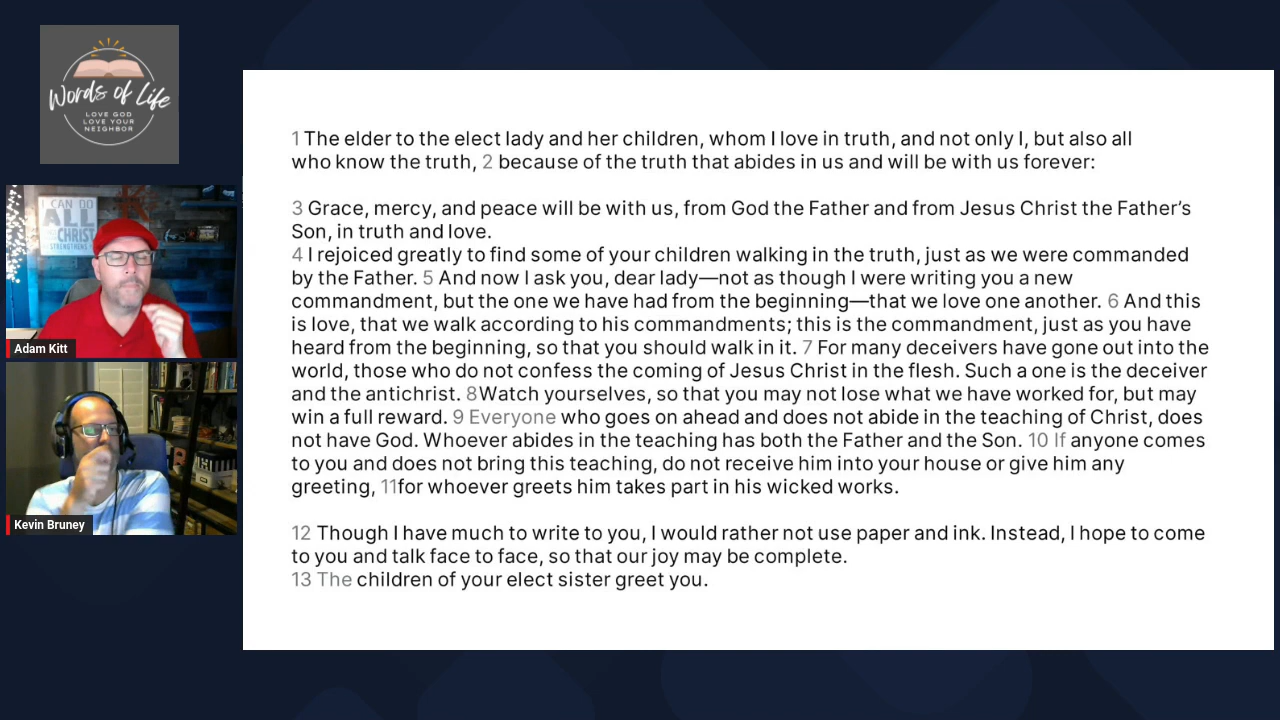 Words of Life
LOVE GOD
LOVE YOUR
NEIGHBOR
I CAN DO
ALL
CHRIST
STRENGTHENS
Adam Kitt
Kevin Bruney
1 The elder to the elect lady and her children, whom I love in truth, and not only I, but also all
who know the truth, 2 because of the truth that abides in us and will be with us forever:
3 Grace, mercy, and peace will be with us, from God the Father and from Jesus Christ the Father’s
Son, in truth and love.
4 I rejoiced greatly to find some of your children walking in the truth, just as we were commanded
by the Father. 5 And now I ask you, dear lady—not as though I were writing you a new
commandment, but the one we have had from the beginning—that we love one another. 6 And this
is love, that we walk according to his commandments; this is the commandment, just as you have
heard from the beginning, so that you should walk in it. 7 For many deceivers have gone out into the
world, those who do not confess the coming of Jesus Christ in the flesh. Such a one is the deceiver
and the antichrist. 8Watch yourselves, so that you may not lose what we have worked for, but may
win a full reward. 9 Everyone who goes on ahead and does not abide in the teaching of Christ, does
not have God. Whoever abides in the teaching has both the Father and the Son. 10 If anyone comes
to you and does not bring this teaching, do not receive him into your house or give him any
greeting, 11for whoever greets him takes part in his wicked works.
12 Though I have much to write to you, I would rather not use paper and ink. Instead, I hope to come
to you and talk face to face, so that our joy may be complete.
13 The children of your elect sister greet you.